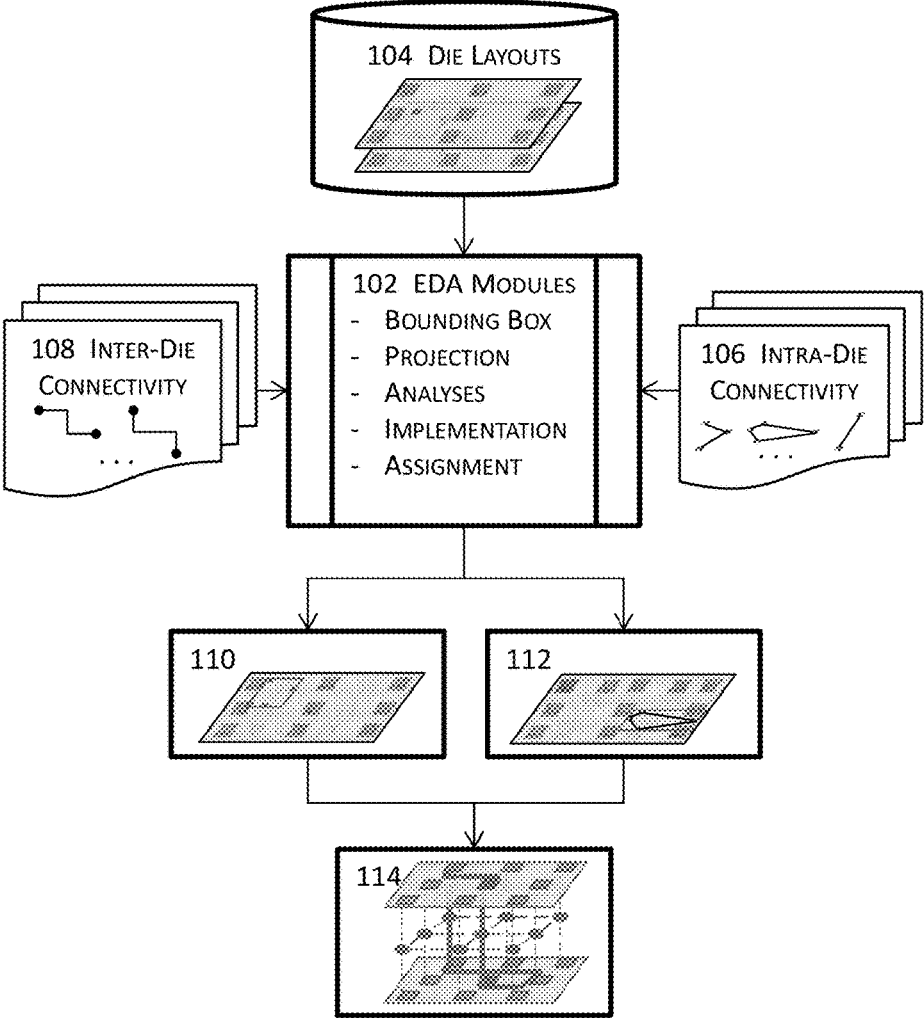 104 DIE LAYOUTS
102 EDA MODULES
- BOUNDING BOX
- PROJECTION
- ANALYSES
- IMPLEMENTATION
- ASSIGNMENT
108 INTER-DIE
CONNECTIVITY
. . .
106 INTRA-DIE
CONNECTIVITY
. . .
110
112
114